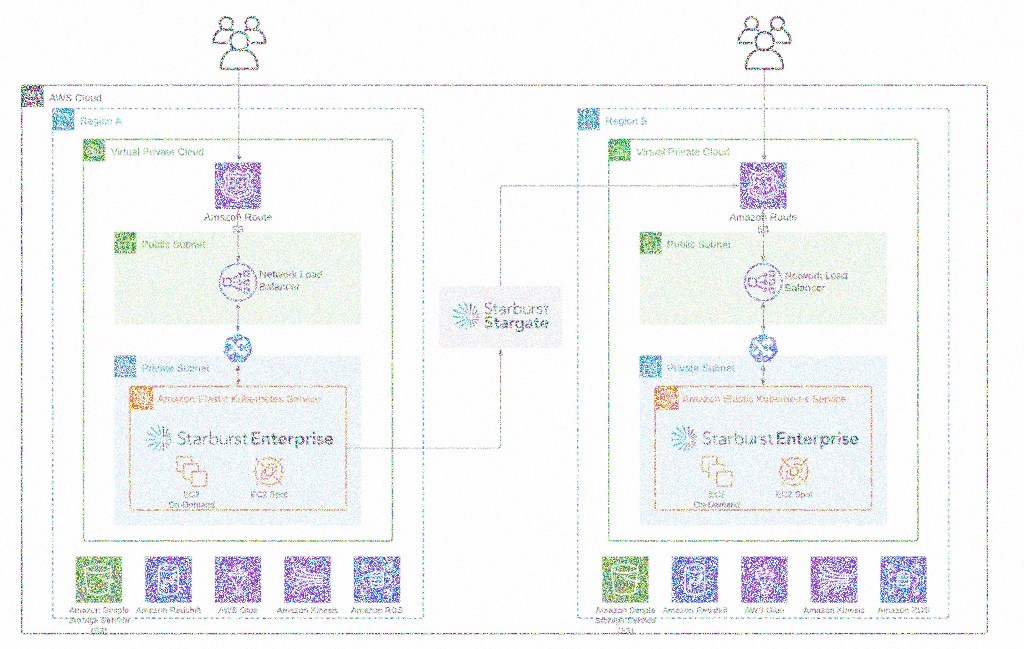 AWS Cloud
Region A
Virtual Private Cloud
Amazon Route
Public Subnet
Network Load
Balancer
Private Subnet
Amazon Elastic Kubernetes Service
Starburst Enterprise
EC2
On-Demand
EC2 Spot
Amazon Simple
Storage Service
(S3)
Amazon Redshift
AWS Glue
Amazon Kinesis
Amazon RDS
Starburst
Stargate
Region B
Virtual Private Cloud
Amazon Route
Public Subnet
Network Load
Balancer
Private Subnet
Amazon Elastic Kubernetes Service
Starburst Enterprise
EC2
On-Demand
EC2 Spot
Amazon Simple
Storage Service
(S3)
Amazon Redshift
AWS Glue
Amazon Kinesis
Amazon RDS